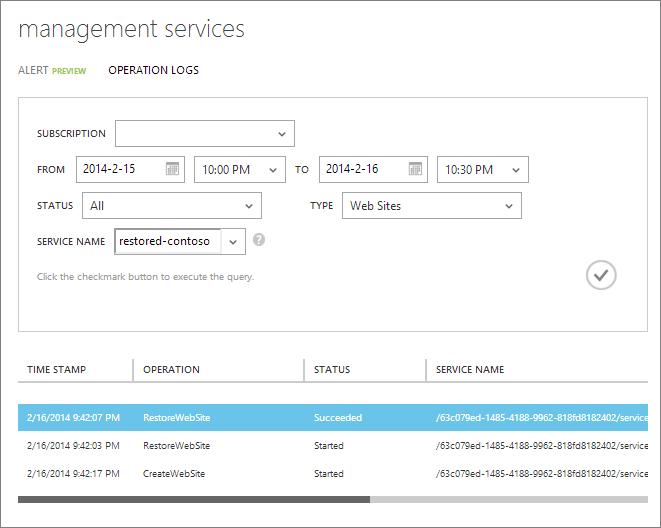 management services
ALERT PREVIEW OPERATION LOGS
SUBSCRIPTION
FROM 2014-2-15 10:00 PM TO 2014-2-16 10:30 PM
STATUS All TYPE Web Sites
SERVICE NAME restored-contoso ?
Click the checkmark button to execute the query.
TIME STAMP OPERATION STATUS SERVICE NAME
2/16/2014 9:42:07 PM RestoreWebSite Succeeded /63c079ed-1485-4188-9962-818fd8182402/service
2/16/2014 9:42:03 PM RestoreWebSite Started /63c079ed-1485-4188-9962-818fd8182402/service
2/16/2014 9:42:17 PM CreateWebSite Started /63c079ed-1485-4188-9962-818fd8182402/service